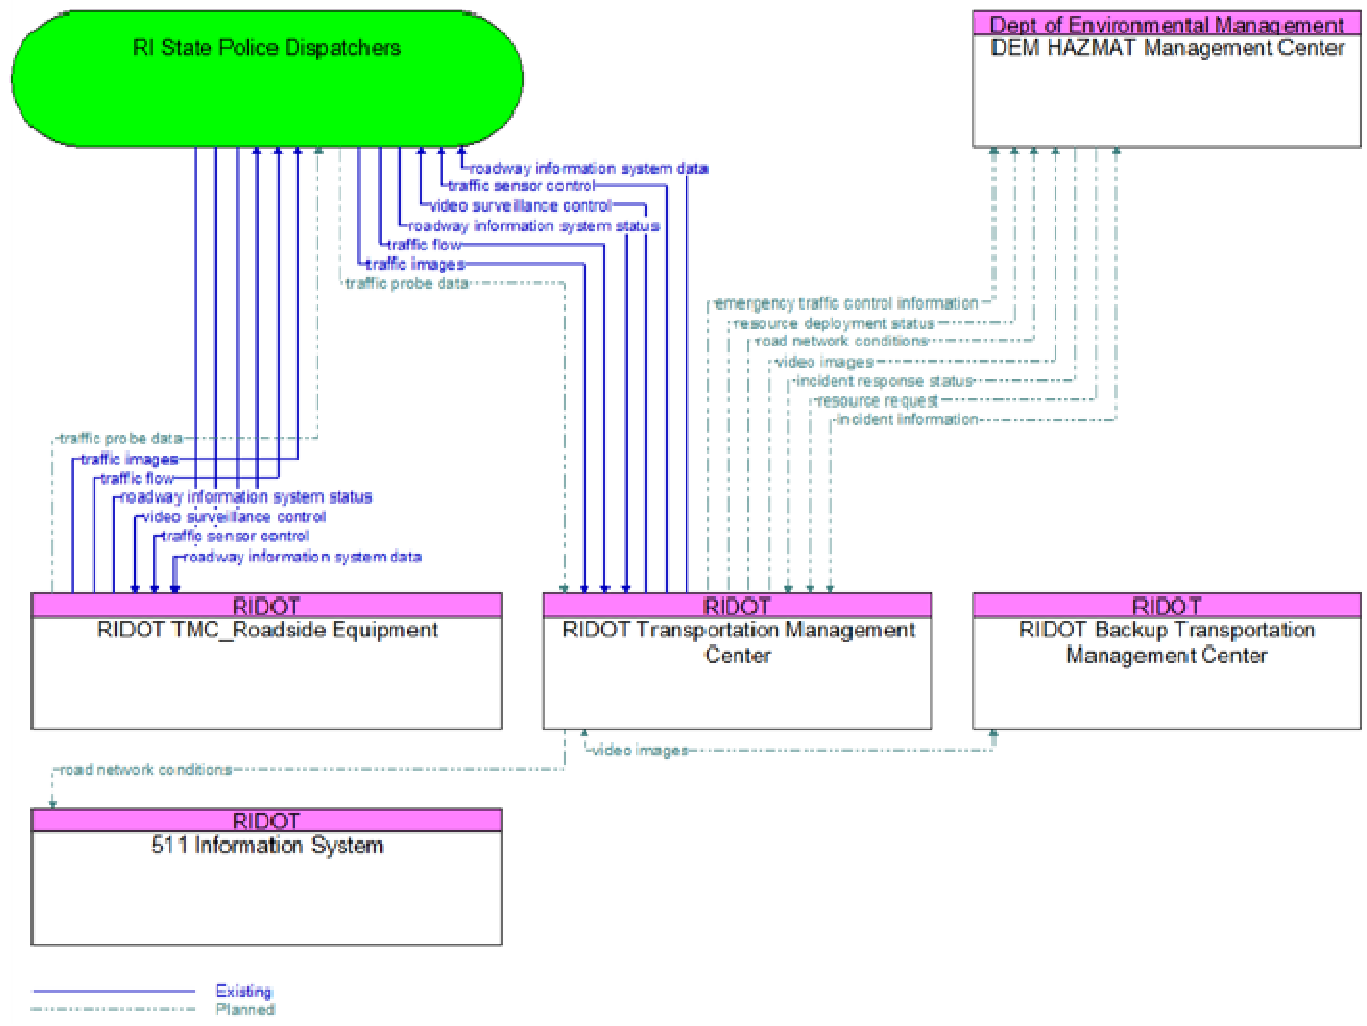 RI State Police Dispatchers
Dept of Environmental Management
DEM HAZMAT Management Center
roadway information system data
traffic sensor control
video surveillance control
roadway information system status
traffic flow
traffic images
traffic probe data
emergency traffic control information
resource deployment status
road network conditions
video images
incident response status
resource request
incident information
traffic probe data
traffic images
traffic flow
roadway information system status
video surveillance control
traffic sensor control
roadway information system data
RIDOT
RIDOT TMC_Roadside Equipment
RIDOT
RIDOT Transportation Management
Center
RIDOT
RIDOT Backup Transportation
Management Center
video images
road network conditions
RIDOT
511 Information System
Existing
Planned